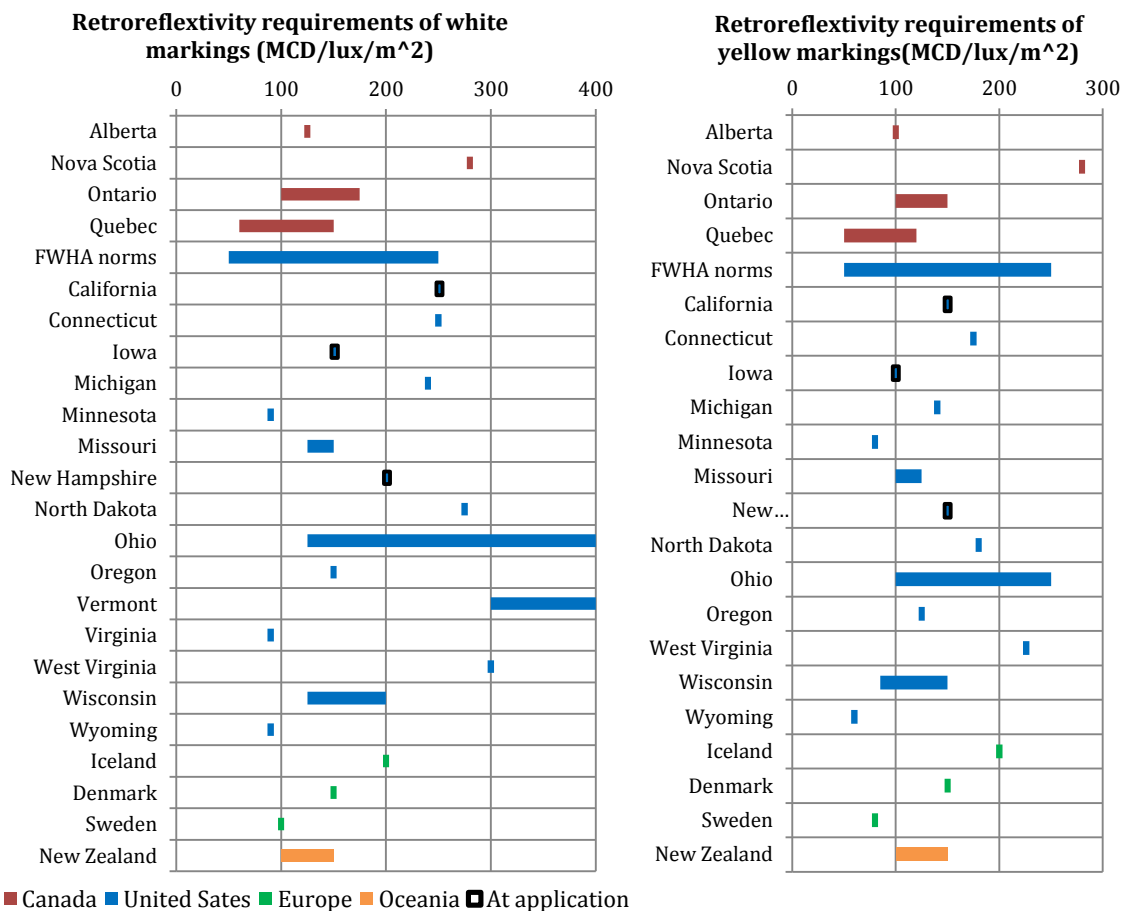 Retroreflextivity requirements of white
markings (MCD/lux/m^2)
0 100 200 300 400
Alberta
Nova Scotia
Ontario
Quebec
FWHA norms
California
Connecticut
Iowa
Michigan
Minnesota
Missouri
New Hampshire
North Dakota
Ohio
Oregon
Vermont
Virginia
West Virginia
Wisconsin
Wyoming
Iceland
Denmark
Sweden
New Zealand
Retroreflextivity requirements of
yellow markings(MCD/lux/m^2)
0 100 200 300
Alberta
Nova Scotia
Ontario
Quebec
FWHA norms
California
Connecticut
Iowa
Michigan
Minnesota
Missouri
New...
North Dakota
Ohio
Oregon
West Virginia
Wisconsin
Wyoming
Iceland
Denmark
Sweden
New Zealand
Canada United Sates Europe Oceania At application